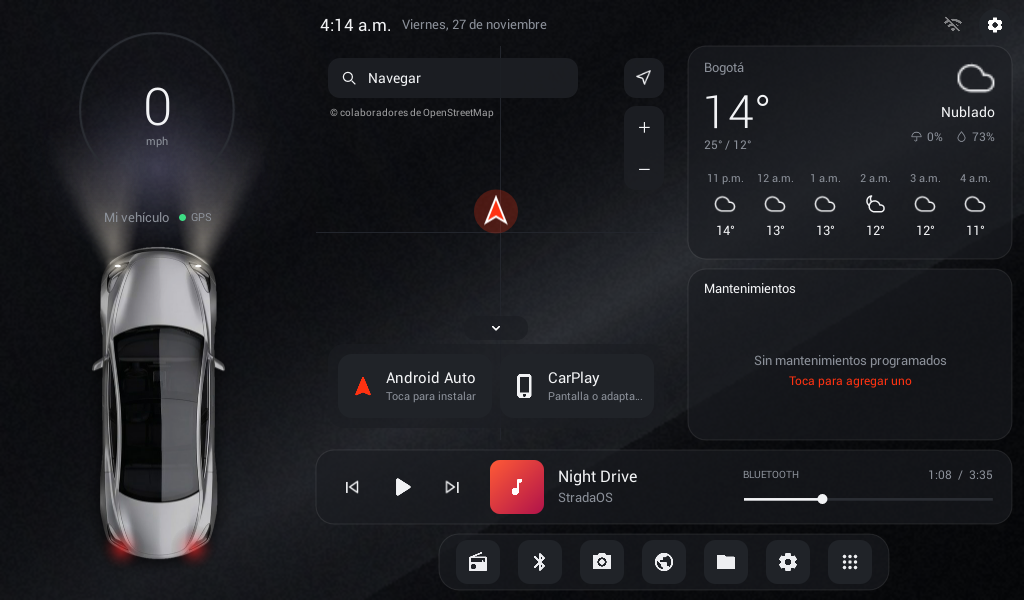 4:14 a.m. Viernes, 27 de noviembre
0
mph
Mi vehículo GPS
Navegar
© colaboradores de OpenStreetMap
+
−
Bogotá
14°
25° / 12°
Nublado
0% 73%
11 p.m. 12 a.m. 1 a.m. 2 a.m. 3 a.m. 4 a.m.
14° 13° 13° 12° 12° 11°
Mantenimientos
Sin mantenimientos programados
Toca para agregar uno
Android Auto
Toca para instalar
CarPlay
Pantalla o adapta...
Night Drive
StradaOS
BLUETOOTH 1:08 / 3:35